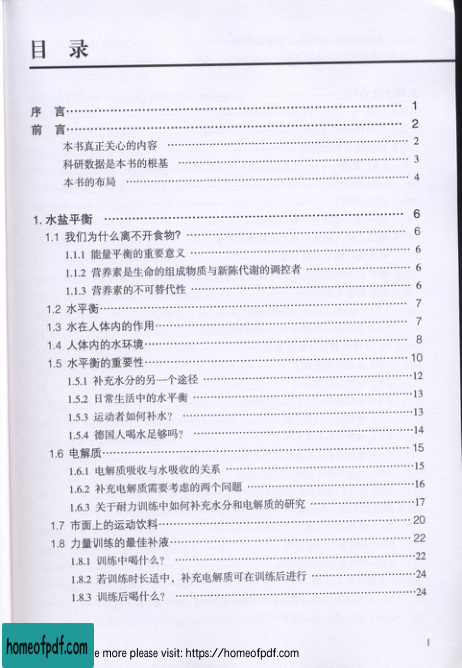 目 录
序 言 1
前 言 2
本书真正关心的内容 2
科研数据是本书的根基 3
本书的布局 4
1. 水盐平衡 6
1.1 我们为什么离不开食物? 6
1.1.1 能量平衡的重要意义 6
1.1.2 营养素是生命的组成物质与新陈代谢的调控者 6
1.1.3 营养素的不可替代性 6
1.2 水平衡 7
1.3 水在人体内的作用 7
1.4 人体内的水环境 8
1.5 水平衡的重要性 10
1.5.1 补充水分的另一个途径 12
1.5.2 日常生活中的水平衡 13
1.5.3 运动者如何补水? 13
1.5.4 德国人喝水足够吗? 14
1.6 电解质 15
1.6.1 电解质吸收与水吸收的关系 15
1.6.2 补充电解质需要考虑的两个问题 16
1.6.3 关于耐力训练中如何补充水分和电解质的研究 17
1.7 市面上的运动饮料 20
1.8 力量训练的最佳补液 22
1.8.1 训练中喝什么? 22
1.8.2 若训练时长适中，补充电解质可在训练后进行 24
1.8.3 训练后喝什么? 24
1
homeofpdf.com
e more please visit: https://homeofpdf.com